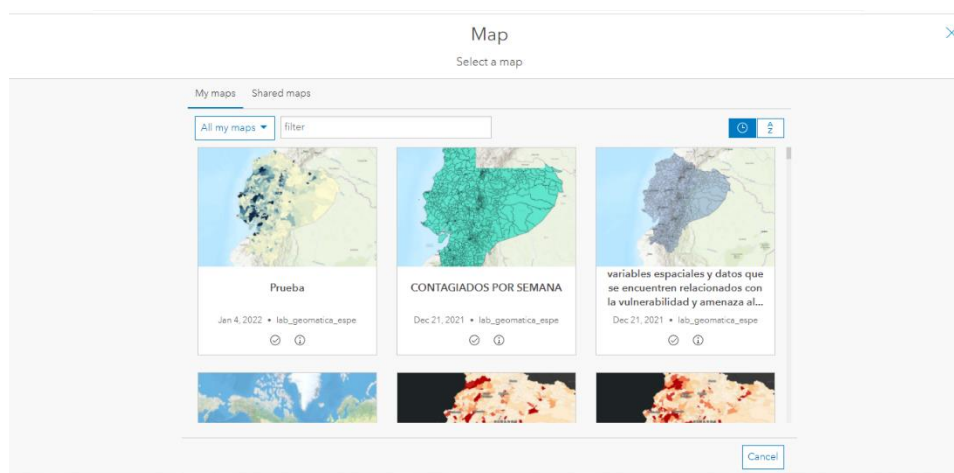 Map
Select a map
My maps Shared maps
All my maps filter
Prueba
Jan 4, 2022 • lab_geomatica_espe
CONTAGIADOS POR SEMANA
Dec 21, 2021 • lab_geomatica_espe
variables espaciales y datos que
se encuentren relacionados con
la vulnerabilidad y amenaza al...
Dec 21, 2021 • lab_geomatica_espe
Cancel